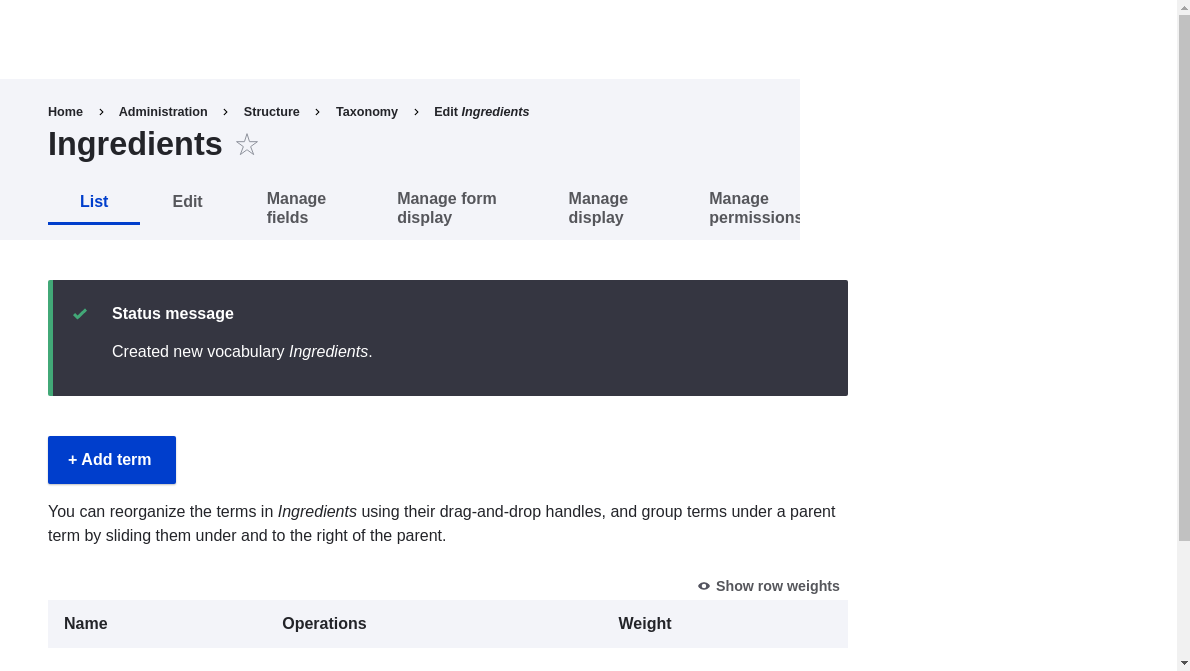 Home › Administration › Structure › Taxonomy › Edit Ingredients
Ingredients
List
Edit
Manage fields
Manage form display
Manage display
Manage permissions
Status message
Created new vocabulary Ingredients.
+ Add term
You can reorganize the terms in Ingredients using their drag-and-drop handles, and group terms under a parent
term by sliding them under and to the right of the parent.
Show row weights
Name Operations Weight